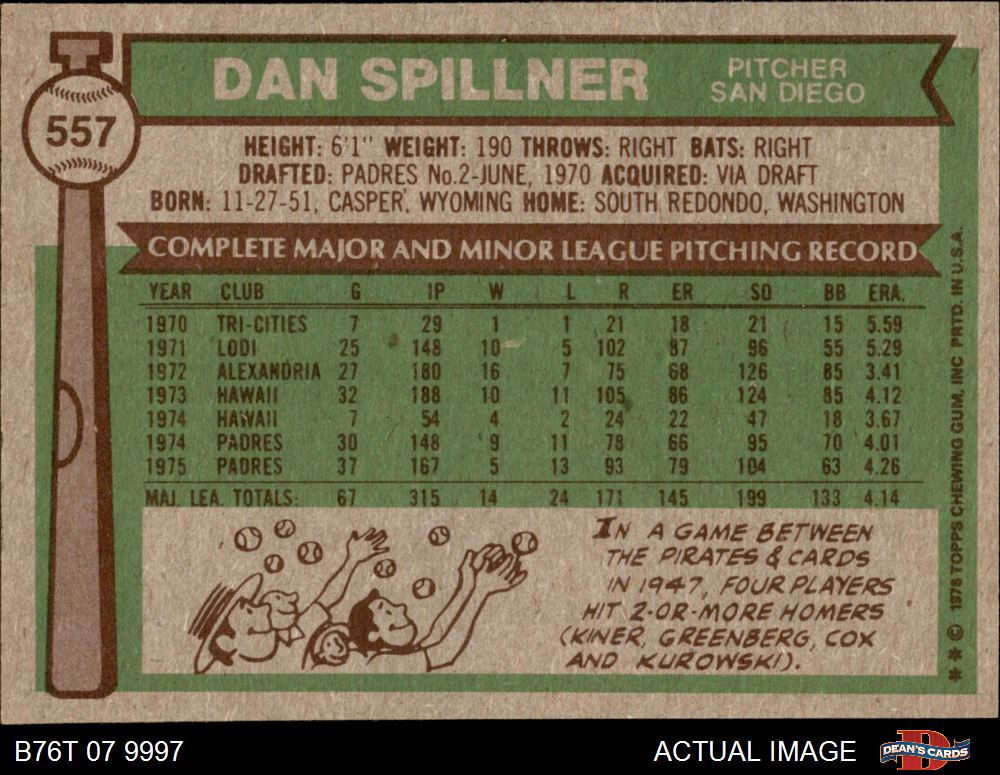 DAN SPILLNER
PITCHER
SAN DIEGO
557
HEIGHT: 6'1" WEIGHT: 190 THROWS: RIGHT BATS: RIGHT
DRAFTED: PADRES No.2-JUNE, 1970 ACQUIRED: VIA DRAFT
BORN: 11-27-51, CASPER, WYOMING HOME: SOUTH REDONDO, WASHINGTON
COMPLETE MAJOR AND MINOR LEAGUE PITCHING RECORD
YEAR CLUB G IP W L R ER SO BB ERA.
1970 TRI-CITIES 7 29 1 1 21 18 21 15 5.59
1971 LODI 25 148 10 5 102 87 96 55 5.29
1972 ALEXANDRIA 27 180 16 7 75 68 126 85 3.41
1973 HAWAII 32 188 10 11 105 86 124 85 4.12
1974 HAWAII 7 54 4 2 24 22 47 18 3.67
1974 PADRES 30 148 9 11 78 66 95 70 4.01
1975 PADRES 37 167 5 13 93 79 104 63 4.26
MAJ. LEA. TOTALS: 67 315 14 24 171 145 199 133 4.14
IN A GAME BETWEEN
THE PIRATES & CARDS
IN 1947, FOUR PLAYERS
HIT 2-OR-MORE HOMERS
(KINER, GREENBERG, COX
AND KUROWSKI).
** © 1976 TOPPS CHEWING GUM, INC PRTD. IN U.S.A.
B76T 07 9997
ACTUAL IMAGE
D
DEAN'S CARDS